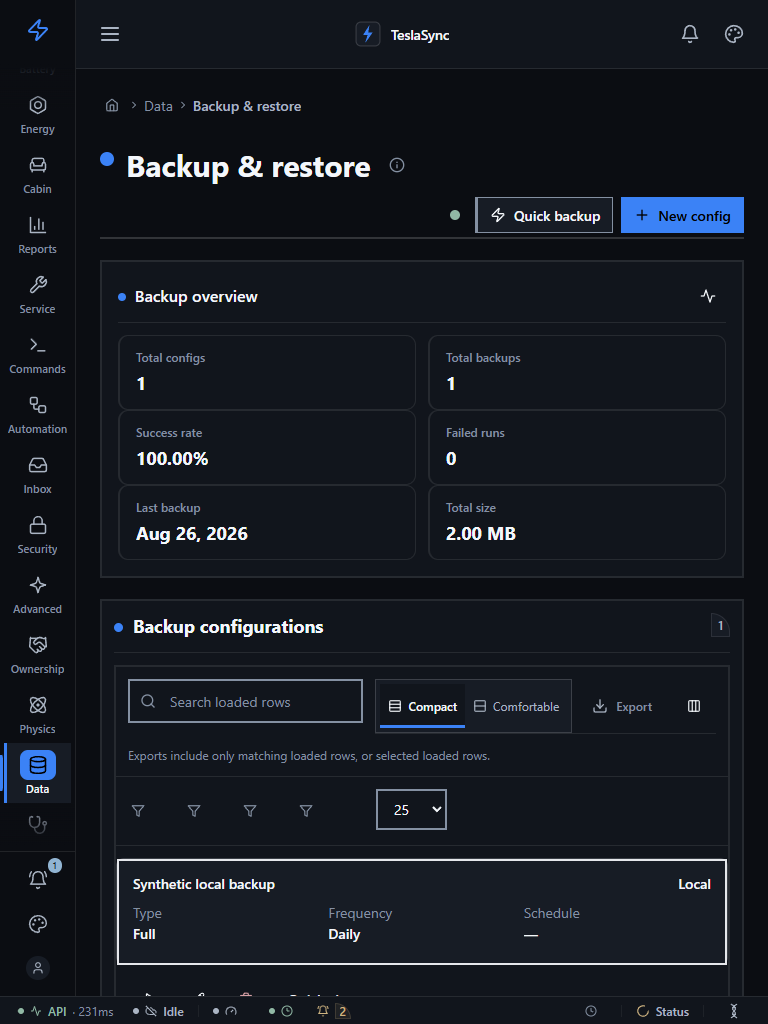 TeslaSync
Energy
Cabin
Reports
Service
Commands
Automation
Inbox
Security
Advanced
Ownership
Physics
Data
1
Data
Backup & restore
Backup & restore
Quick backup
New config
Backup overview
Total configs
1
Total backups
1
Success rate
100.00%
Failed runs
0
Last backup
Aug 26, 2026
Total size
2.00 MB
Backup configurations
1
Search loaded rows
Compact
Comfortable
Export
Exports include only matching loaded rows, or selected loaded rows.
25
Synthetic local backup
Local
Type
Frequency
Schedule
Full
Daily
—
API · 231ms
Idle
2
Status